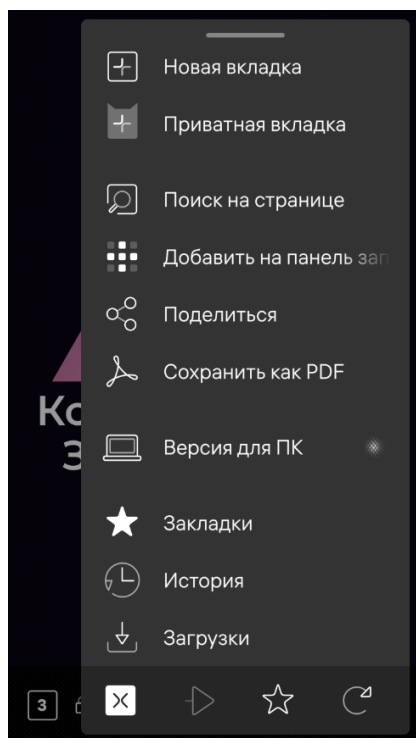 Новая вкладка
Приватная вкладка
Поиск на странице
Добавить на панель
Поделиться
Сохранить как PDF
Версия для ПК
Закладки
История
Загрузки
3